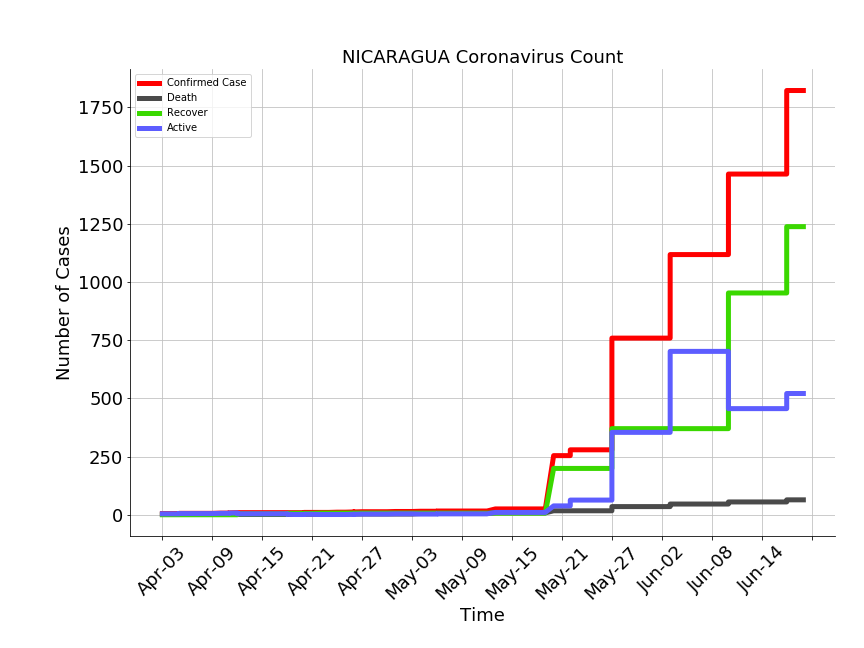 NICARAGUA Coronavirus Count
Confirmed Case
Death
Recover
Active
Number of Cases
1750
1500
1250
1000
750
500
250
0
Apr-03
Apr-09
Apr-15
Apr-21
Apr-27
May-03
May-09
May-15
May-21
May-27
Jun-02
Jun-08
Jun-14
Time